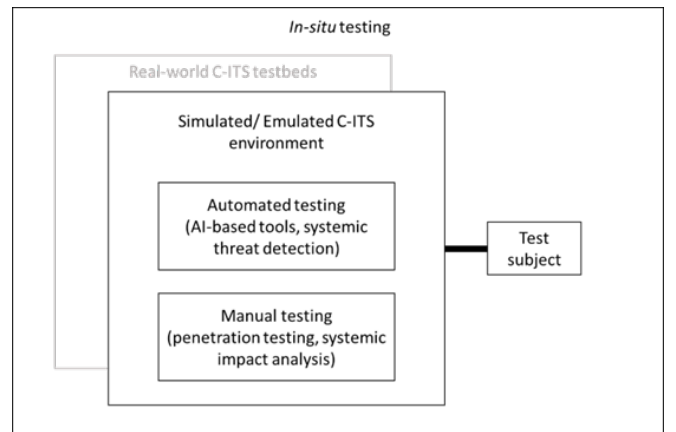 In-situ testing
Real-world C-ITS testbeds
Simulated/ Emulated C-ITS
environment
Automated testing
(AI-based tools, systemic
threat detection)
Test
subject
Manual testing
(penetration testing, systemic
impact analysis)